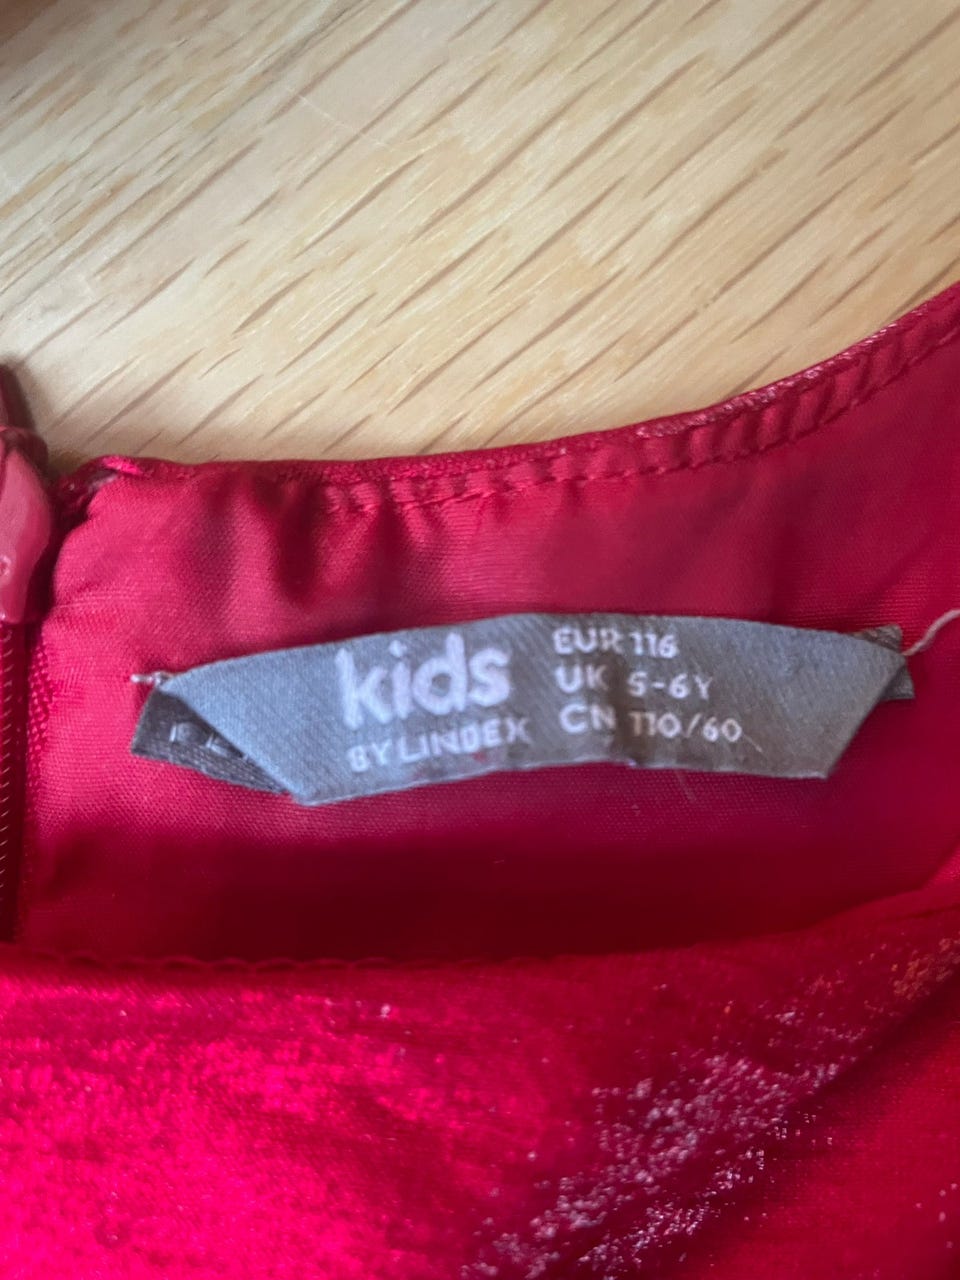 kids
BY LINDEX
EUR 116
UK 5-6Y
CN 110/60